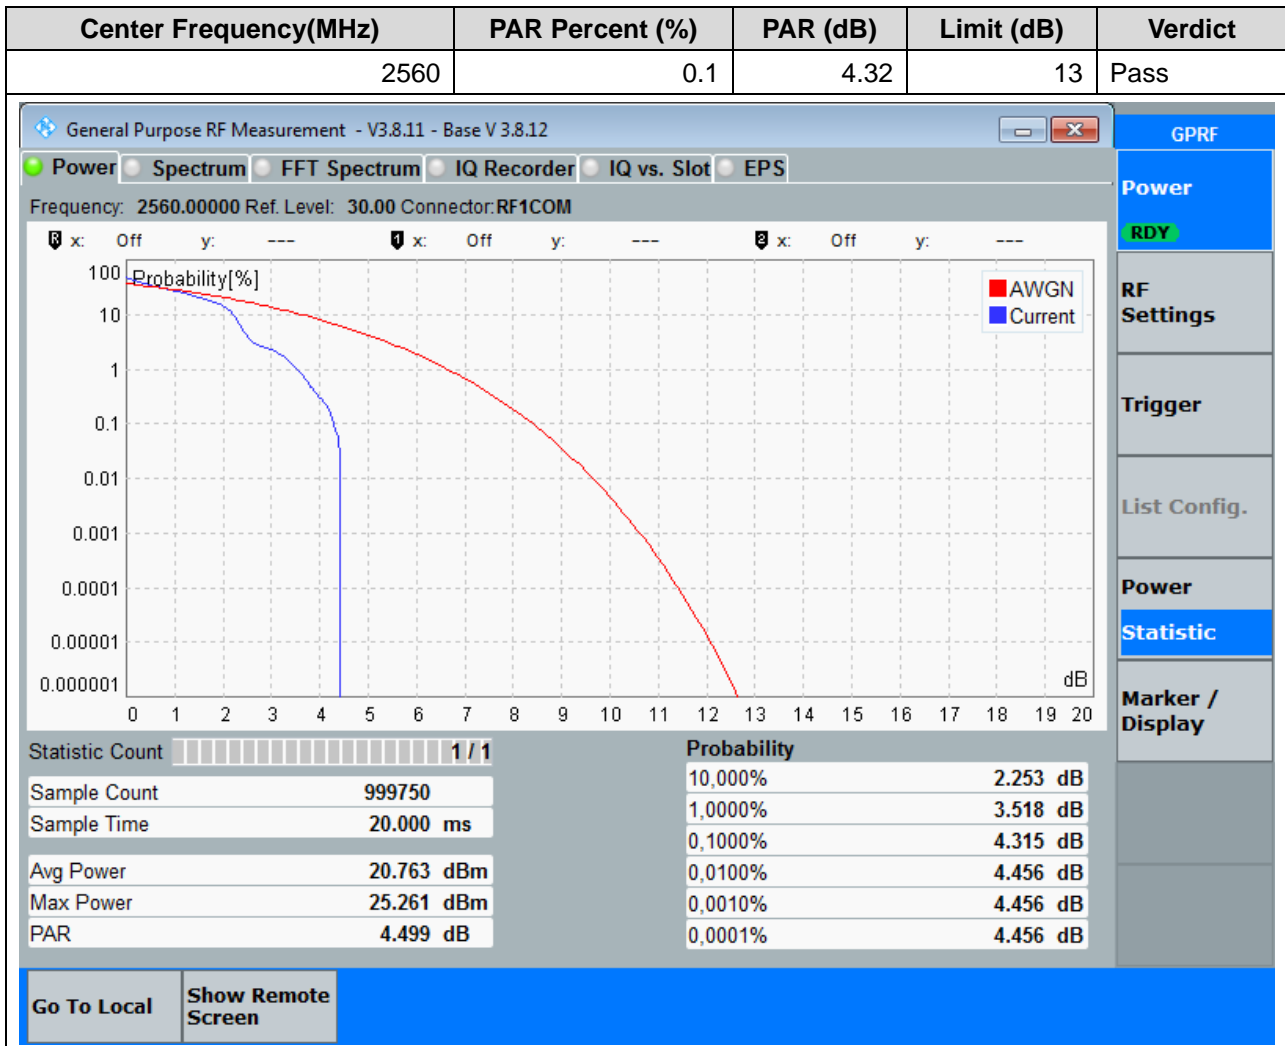 Center Frequency(MHz) PAR Percent (%) PAR (dB) Limit (dB) Verdict
2560 0.1 4.32 13 Pass
General Purpose RF Measurement - V3.8.11 - Base V 3.8.12
GPRF
Power Spectrum FFT Spectrum IQ Recorder IQ vs. Slot EPS
Frequency: 2560.00000 Ref. Level: 30.00 Connector: RF1COM
R x: Off y: --- 1 x: Off y: --- 2 x: Off y: ---
Probability[%]
AWGN
Current
100
10
1
0.1
0.01
0.001
0.0001
0.00001
0.000001
dB
0 1 2 3 4 5 6 7 8 9 10 11 12 13 14 15 16 17 18 19 20
Statistic Count 1 / 1
Sample Count 999750
Sample Time 20.000 ms
Avg Power 20.763 dBm
Max Power 25.261 dBm
PAR 4.499 dB
Probability
10,000% 2.253 dB
1,0000% 3.518 dB
0,1000% 4.315 dB
0,0100% 4.456 dB
0,0010% 4.456 dB
0,0001% 4.456 dB
Power
RDY
RF
Settings
Trigger
List Config.
Power
Statistic
Marker /
Display
Go To Local
Show Remote
Screen